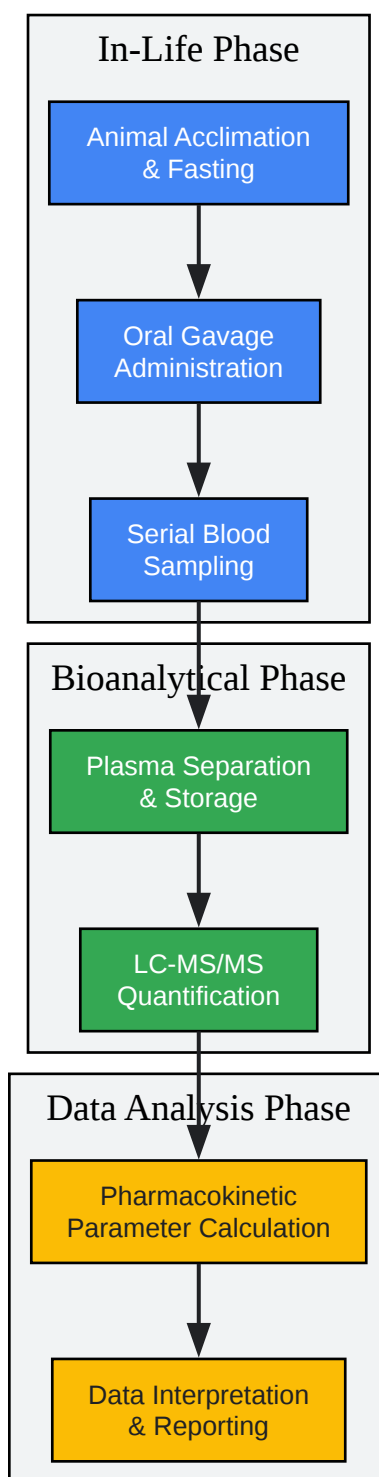 In-Life Phase
Animal Acclimation
& Fasting
Oral Gavage
Administration
Serial Blood
Sampling
Bioanalytical Phase
Plasma Separation
& Storage
LC-MS/MS
Quantification
Data Analysis Phase
Pharmacokinetic
Parameter Calculation
Data Interpretation
& Reporting